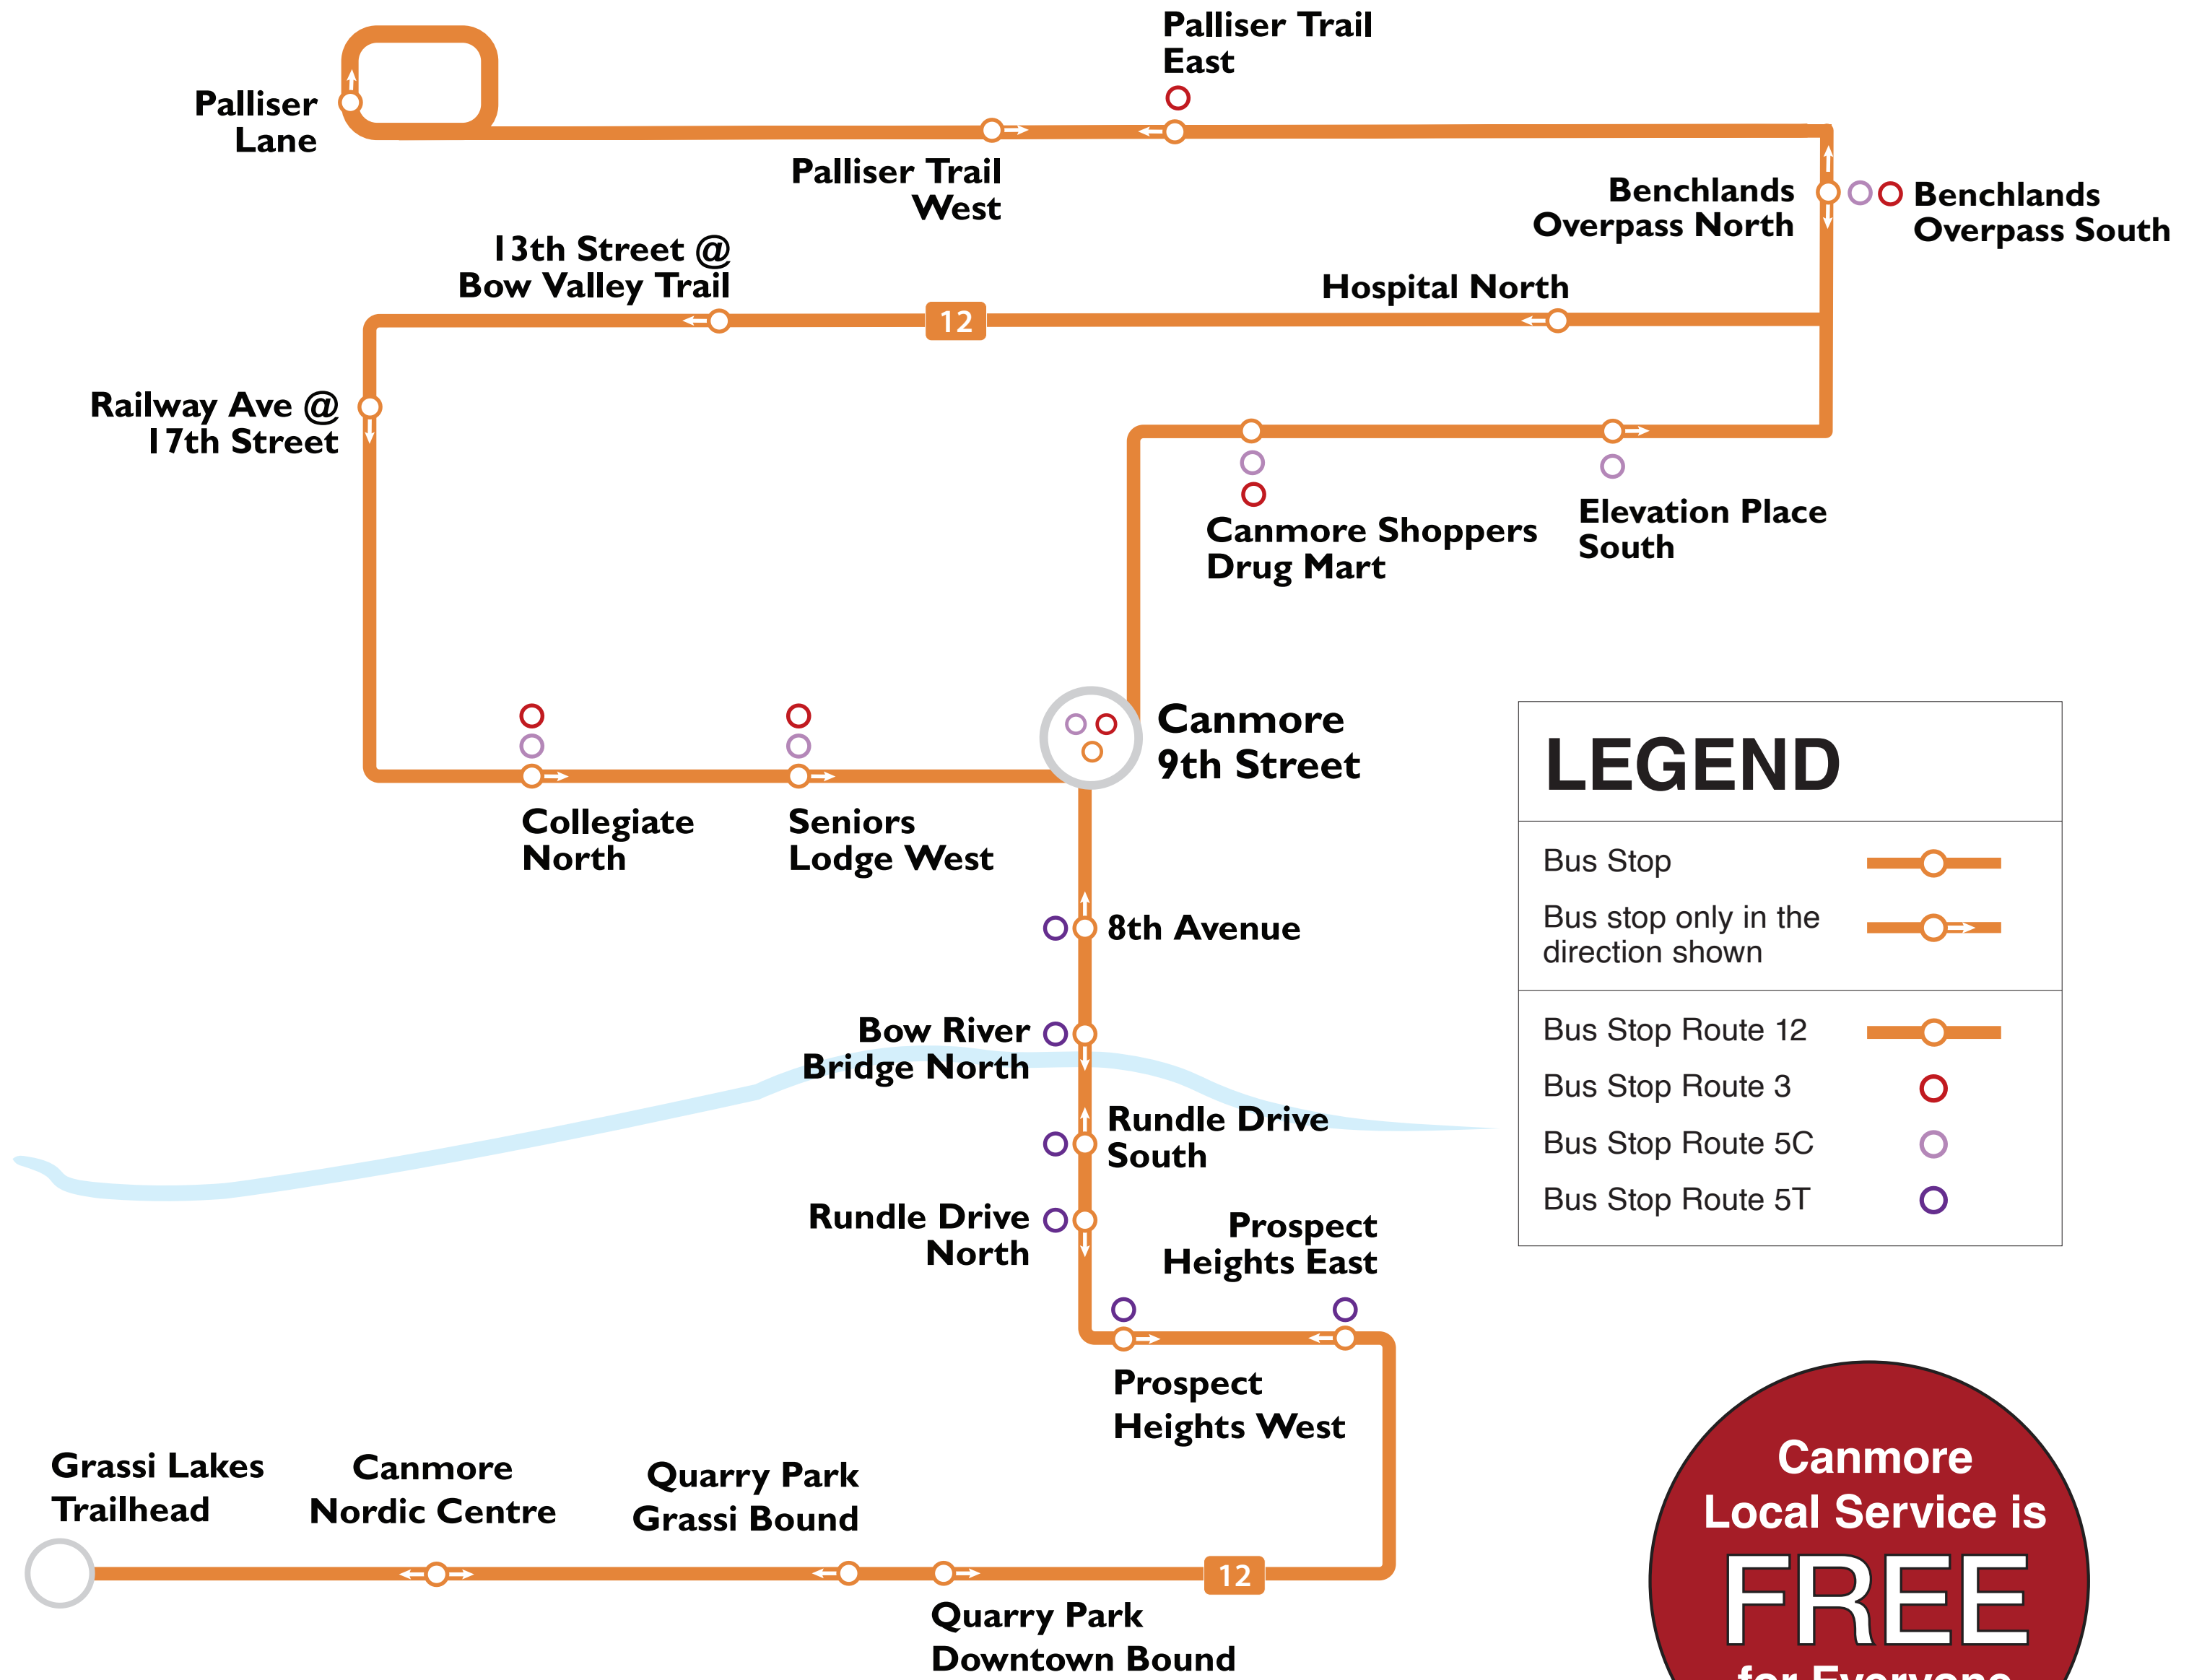 Palliser Trail
East
Palliser
Lane
Palliser Trail
West
Benchlands
Overpass North
Benchlands
Overpass South
13th Street @
Bow Valley Trail
Hospital North
12
Railway Ave @
17th Street
Canmore Shoppers
Drug Mart
Elevation Place
South
Canmore
9th Street
Collegiate
North
Seniors
Lodge West
8th Avenue
Bow River
Bridge North
Rundle Drive
South
Rundle Drive
North
Prospect
Heights East
Prospect
Heights West
Grassi Lakes
Trailhead
Canmore
Nordic Centre
Quarry Park
Grassi Bound
12
Quarry Park
Downtown Bound
LEGEND
Bus Stop
Bus stop only in the
direction shown
Bus Stop Route 12
Bus Stop Route 3
Bus Stop Route 5C
Bus Stop Route 5T
Canmore
Local Service is
FREE
for Everyone